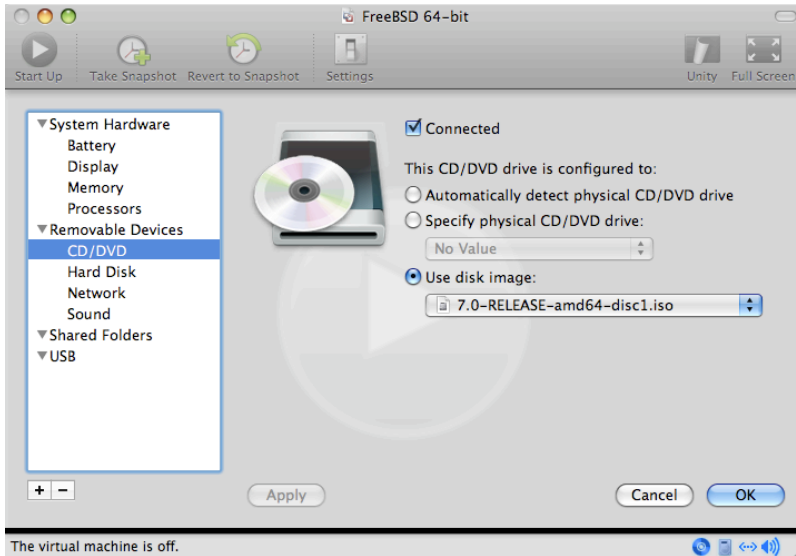 FreeBSD 64-bit
Start Up Take Snapshot Revert to Snapshot Settings Unity Full Screen
System Hardware
Battery
Display
Memory
Processors
Removable Devices
CD/DVD
Hard Disk
Network
Sound
Shared Folders
USB
Connected
This CD/DVD drive is configured to:
Automatically detect physical CD/DVD drive
Specify physical CD/DVD drive:
No Value
Use disk image:
7.0-RELEASE-amd64-disc1.iso
+ −
Apply Cancel OK
The virtual machine is off.